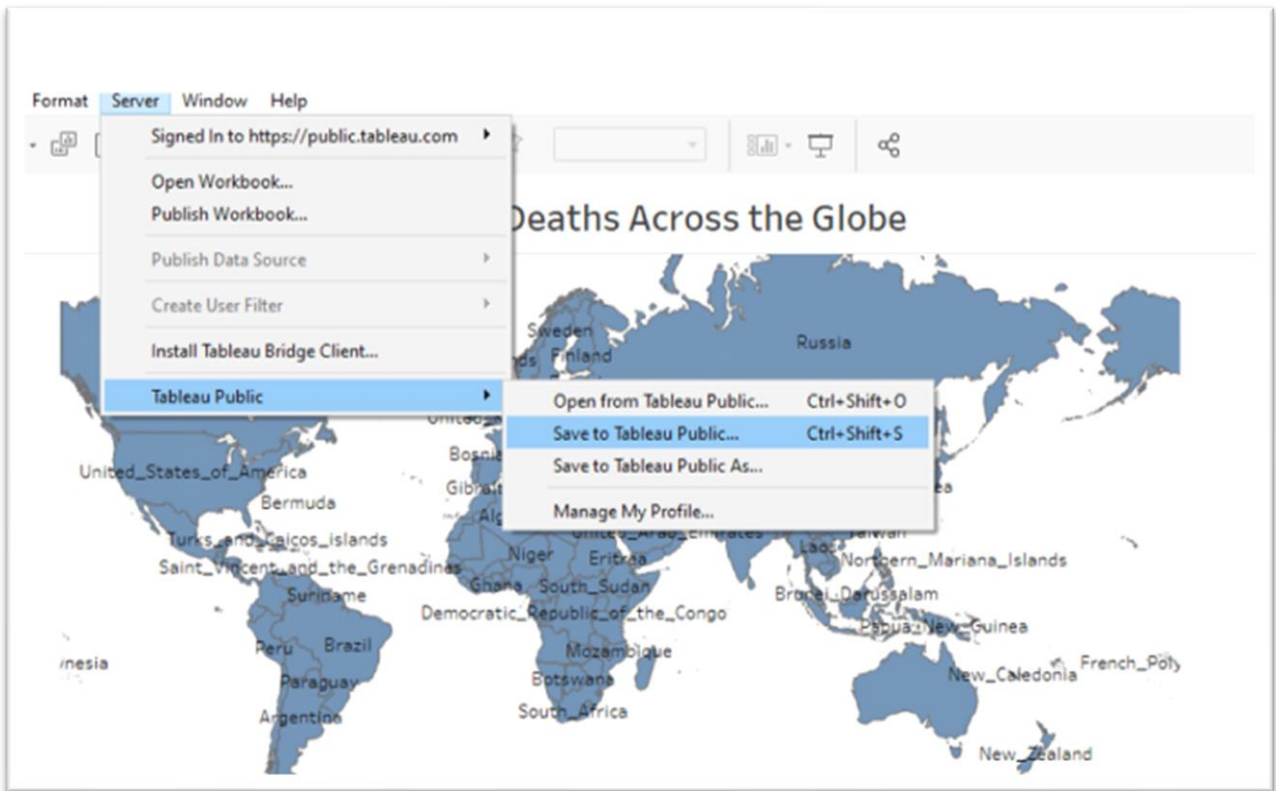 Format Server Window Help
Signed In to https://public.tableau.com
Open Workbook...
Publish Workbook...
Deaths Across the Globe
Publish Data Source
Create User Filter
Install Tableau Bridge Client...
Sweden
Finland
Russia
Tableau Public
Open from Tableau Public... Ctrl+Shift+O
Save to Tableau Public... Ctrl+Shift+S
Save to Tableau Public As...
Manage My Profile...
United_States_of_America
Bermuda
Turks_and_Caicos_islands
Saint_Vincent_and_the_Grenadines
Suriname
Peru Brazil
Paraguay
Argentina
United_Arab_Emirates
Taiwan
Niger Eritrea
Laos Northern_Mariana_Islands
Ghana South_Sudan
Brunei_Darussalam
Democratic_Republic_of_the_Congo
Papua_New_Guinea
Mozambique
Botswana
South_Africa
nesia
New_Caledonia French_Poly
New_Zealand